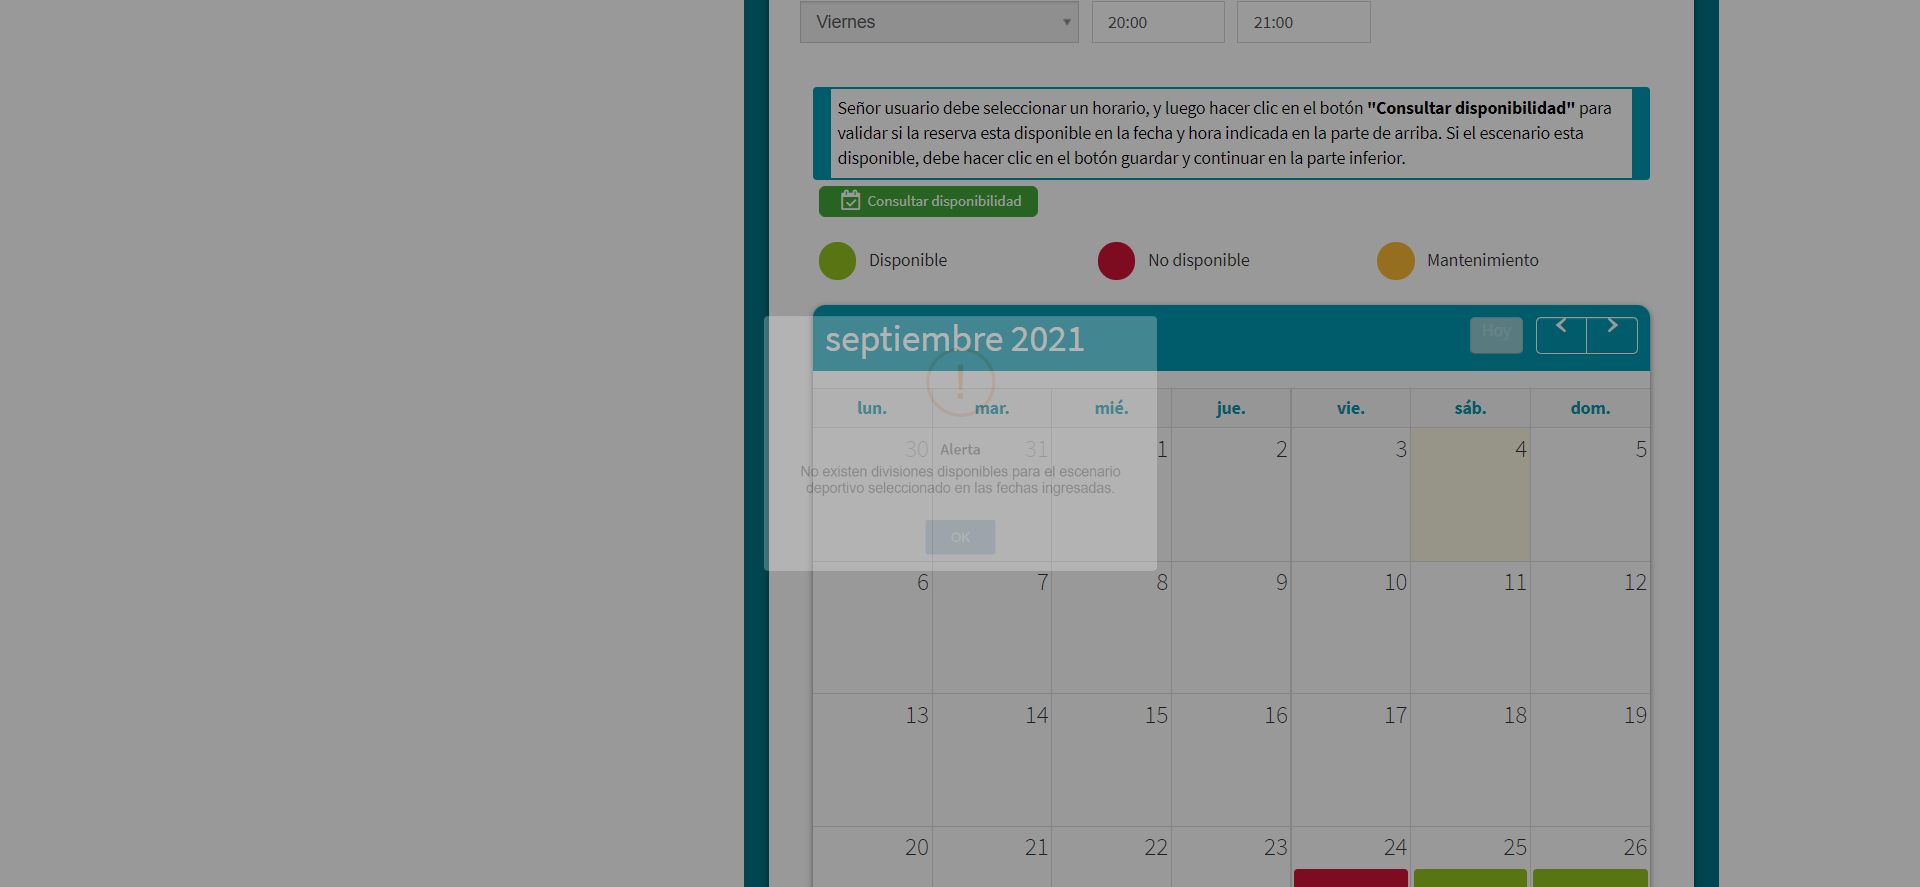 Viernes 20:00 21:00
Señor usuario debe seleccionar un horario, y luego hacer clic en el botón "Consultar disponibilidad" para
validar si la reserva esta disponible en la fecha y hora indicada en la parte de arriba. Si el escenario esta
disponible, debe hacer clic en el botón guardar y continuar en la parte inferior.
Consultar disponibilidad
Disponible No disponible Mantenimiento
septiembre 2021 Hoy
lun. mar. mié. jue. vie. sáb. dom.
30 31 1 2 3 4 5
Alerta
No existen divisiones disponibles para el escenario
deportivo seleccionado en las fechas ingresadas.
OK
6 7 8 9 10 11 12
13 14 15 16 17 18 19
20 21 22 23 24 25 26